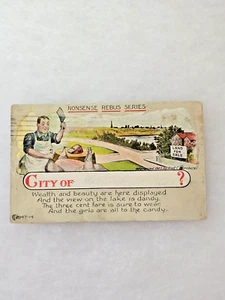 NONSENSE REBUS SERIES
LAND
FOR
SALE
CITY OF ?
Wealth and beauty are here displayed
And the view on the lake is dandy.
The three cent fare is sure to wear
And the girls are all to the candy.